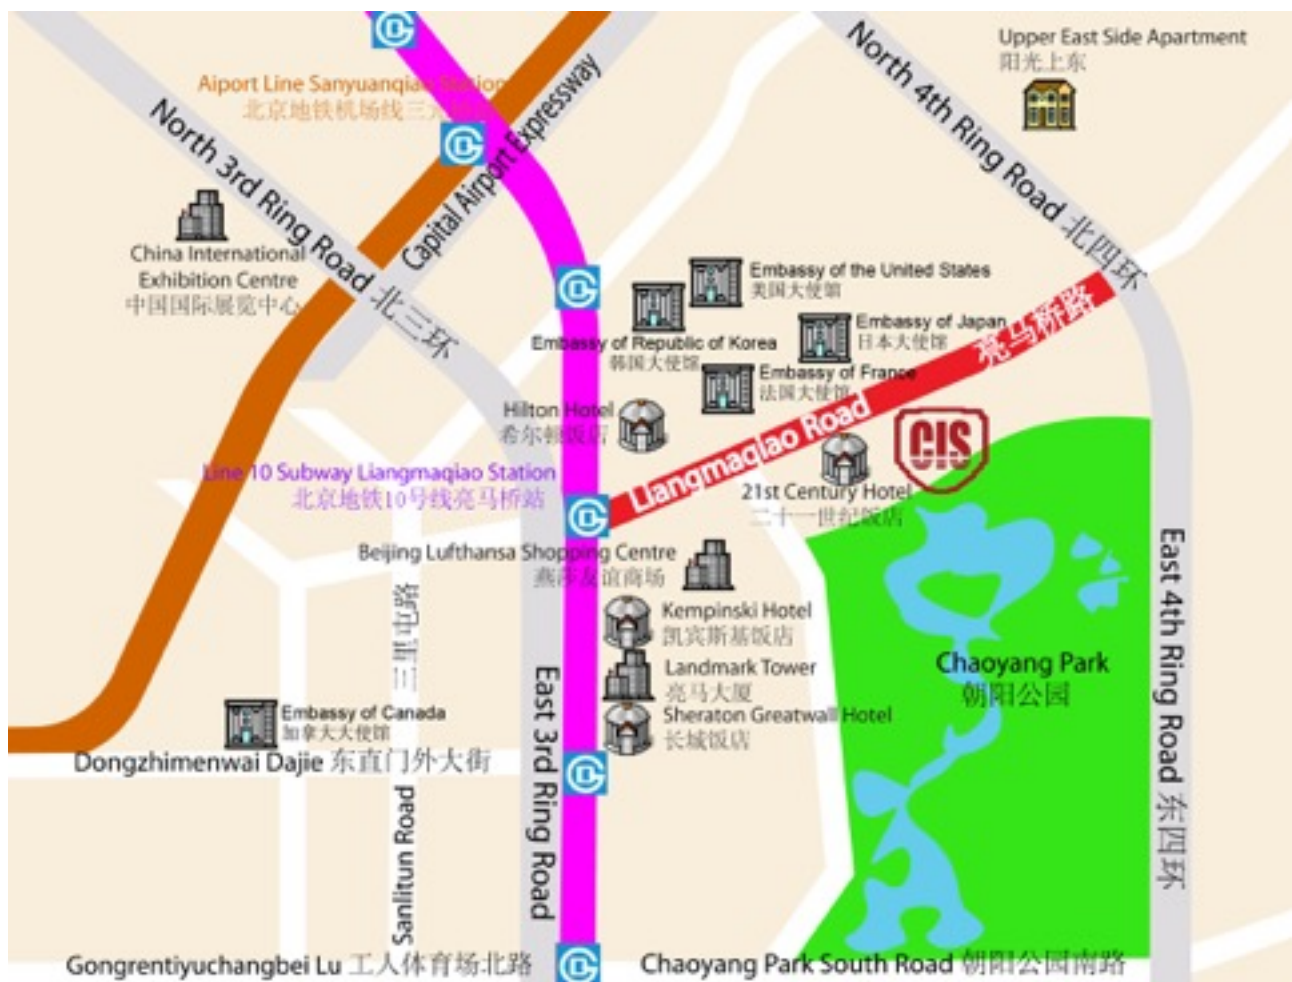 Upper East Side Apartment
阳光上东
North 4th Ring Road 北四环
Aiport Line Sanyuanqiao Station
北京地铁机场线三元
Capital Airport Expressway
North 3rd Ring Road 北三环
China International
Exhibition Centre
中国国际展览中心
Embassy of the United States
美国大使馆
Embassy of Republic of Korea
韩国大使馆
Embassy of Japan
日本大使馆
Embassy of France
法国大使馆
Hilton Hotel
希尔顿饭店
Liangmaqiao Road 亮马桥路
CIS
Line 10 Subway Liangmaqiao Station
北京地铁10号线亮马桥站
21st Century Hotel
二十一世纪饭店
Beijing Lufthansa Shopping Centre
燕莎友谊商场
Kempinski Hotel
凯宾斯基饭店
Landmark Tower
亮马大厦
Sheraton Greatwall Hotel
长城饭店
Chaoyang Park
朝阳公园
East 4th Ring Road 东四环
East 3rd Ring Road
Embassy of Canada
加拿大大使馆
Dongzhimenwai Dajie 东直门外大街
Sanlitun Road 三里屯路
Gongrentiyuchangbei Lu 工人体育场北路
Chaoyang Park South Road 朝阳公园南路